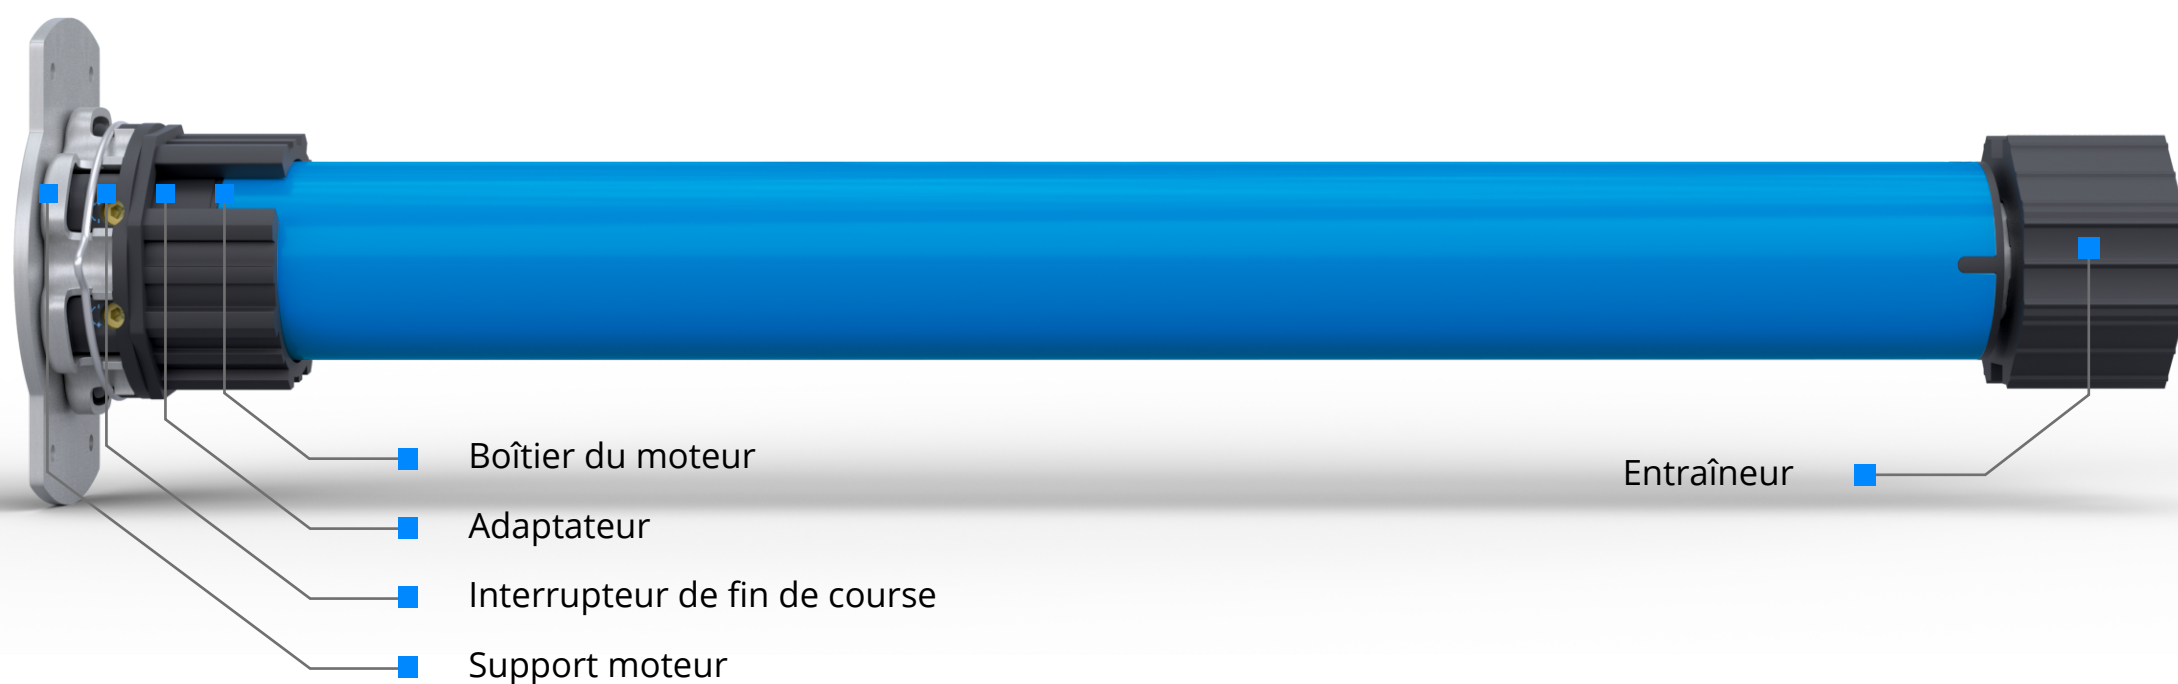 Boîtier du moteur
Entraîneur
Adaptateur
Interrupteur de fin de course
Support moteur